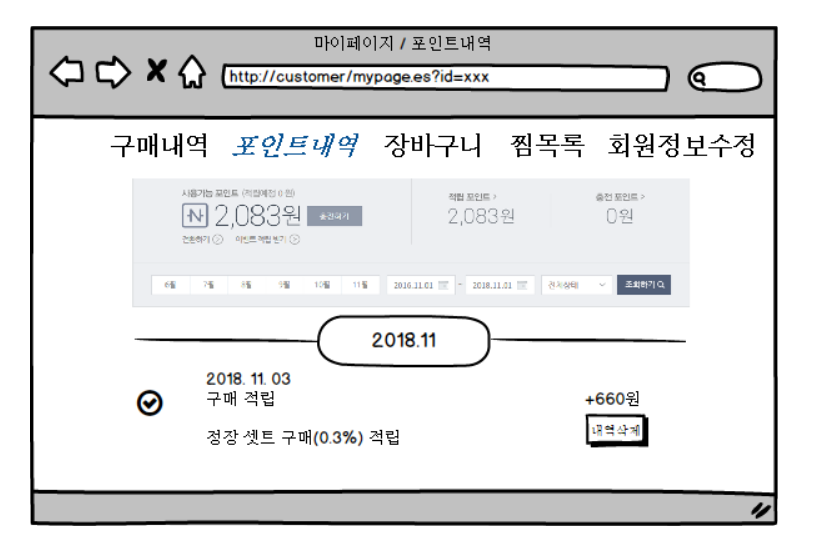 마이페이지 / 포인트내역
http://customer/mypage.es?id=xxx
구매내역 포인트내역 장바구니 찜목록 회원정보수정
사용가능 포인트 (적립예정 0 원)
N 2,083원 충전하기
전환하기 이벤트 적립 받기
적립 포인트 >
2,083원
충전 포인트 >
0원
6월 7월 8월 9월 10월 11월 2016.11.01 - 2018.11.01 전체상태 조회하기
2018.11
2018. 11. 03
구매 적립
+660원
정장 셋트 구매(0.3%) 적립
내역삭제